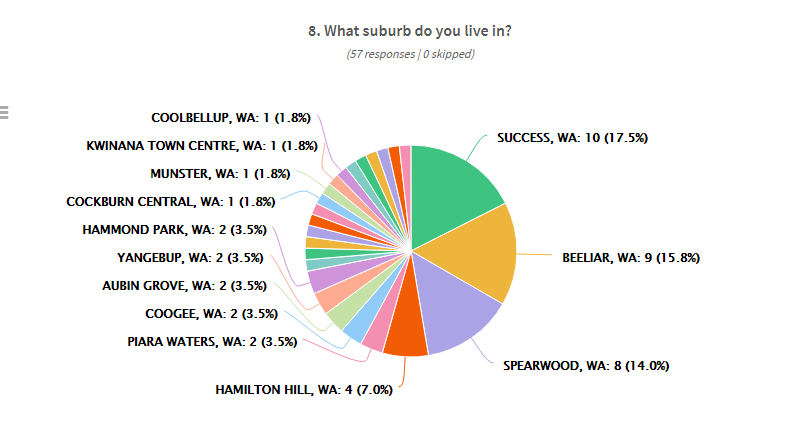 8. What suburb do you live in?
(57 responses | 0 skipped)
COOLBELLUP, WA: 1 (1.8%)
KWINANA TOWN CENTRE, WA: 1 (1.8%)
MUNSTER, WA: 1 (1.8%)
COCKBURN CENTRAL, WA: 1 (1.8%)
HAMMOND PARK, WA: 2 (3.5%)
YANGEBUP, WA: 2 (3.5%)
AUBIN GROVE, WA: 2 (3.5%)
COOGEE, WA: 2 (3.5%)
PIARA WATERS, WA: 2 (3.5%)
HAMILTON HILL, WA: 4 (7.0%)
SUCCESS, WA: 10 (17.5%)
BEELIAR, WA: 9 (15.8%)
SPEARWOOD, WA: 8 (14.0%)